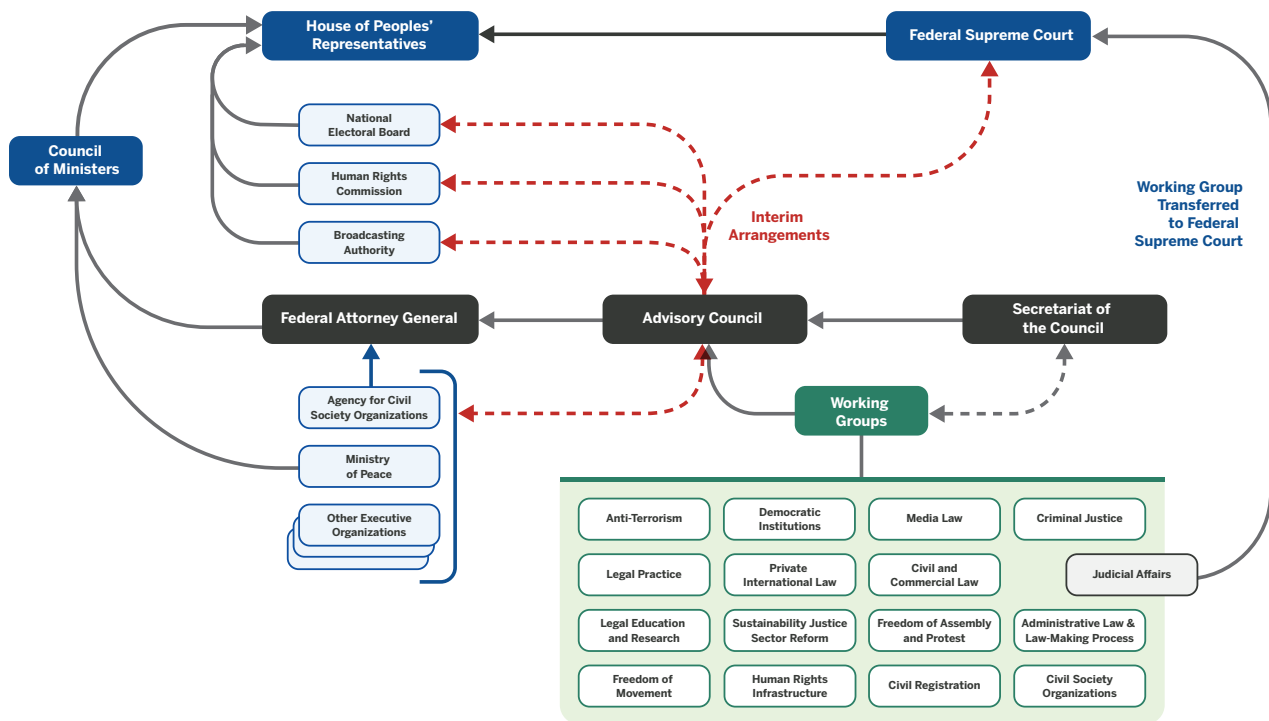 House of Peoples'
Representatives
Federal Supreme Court
National
Electoral Board
Council
of Ministers
Human Rights
Commission
Working Group
Transferred
to Federal
Supreme Court
Interim
Arrangements
Broadcasting
Authority
Federal Attorney General
Advisory Council
Secretariat of
the Council
Agency for Civil
Society Organizations
Working
Groups
Ministry
of Peace
Other Executive
Organizations
Anti-Terrorism
Democratic
Institutions
Media Law
Criminal Justice
Legal Practice
Private
International Law
Civil and
Commercial Law
Judicial Affairs
Legal Education
and Research
Sustainability Justice
Sector Reform
Freedom of Assembly
and Protest
Administrative Law &
Law-Making Process
Freedom of
Movement
Human Rights
Infrastructure
Civil Registration
Civil Society
Organizations